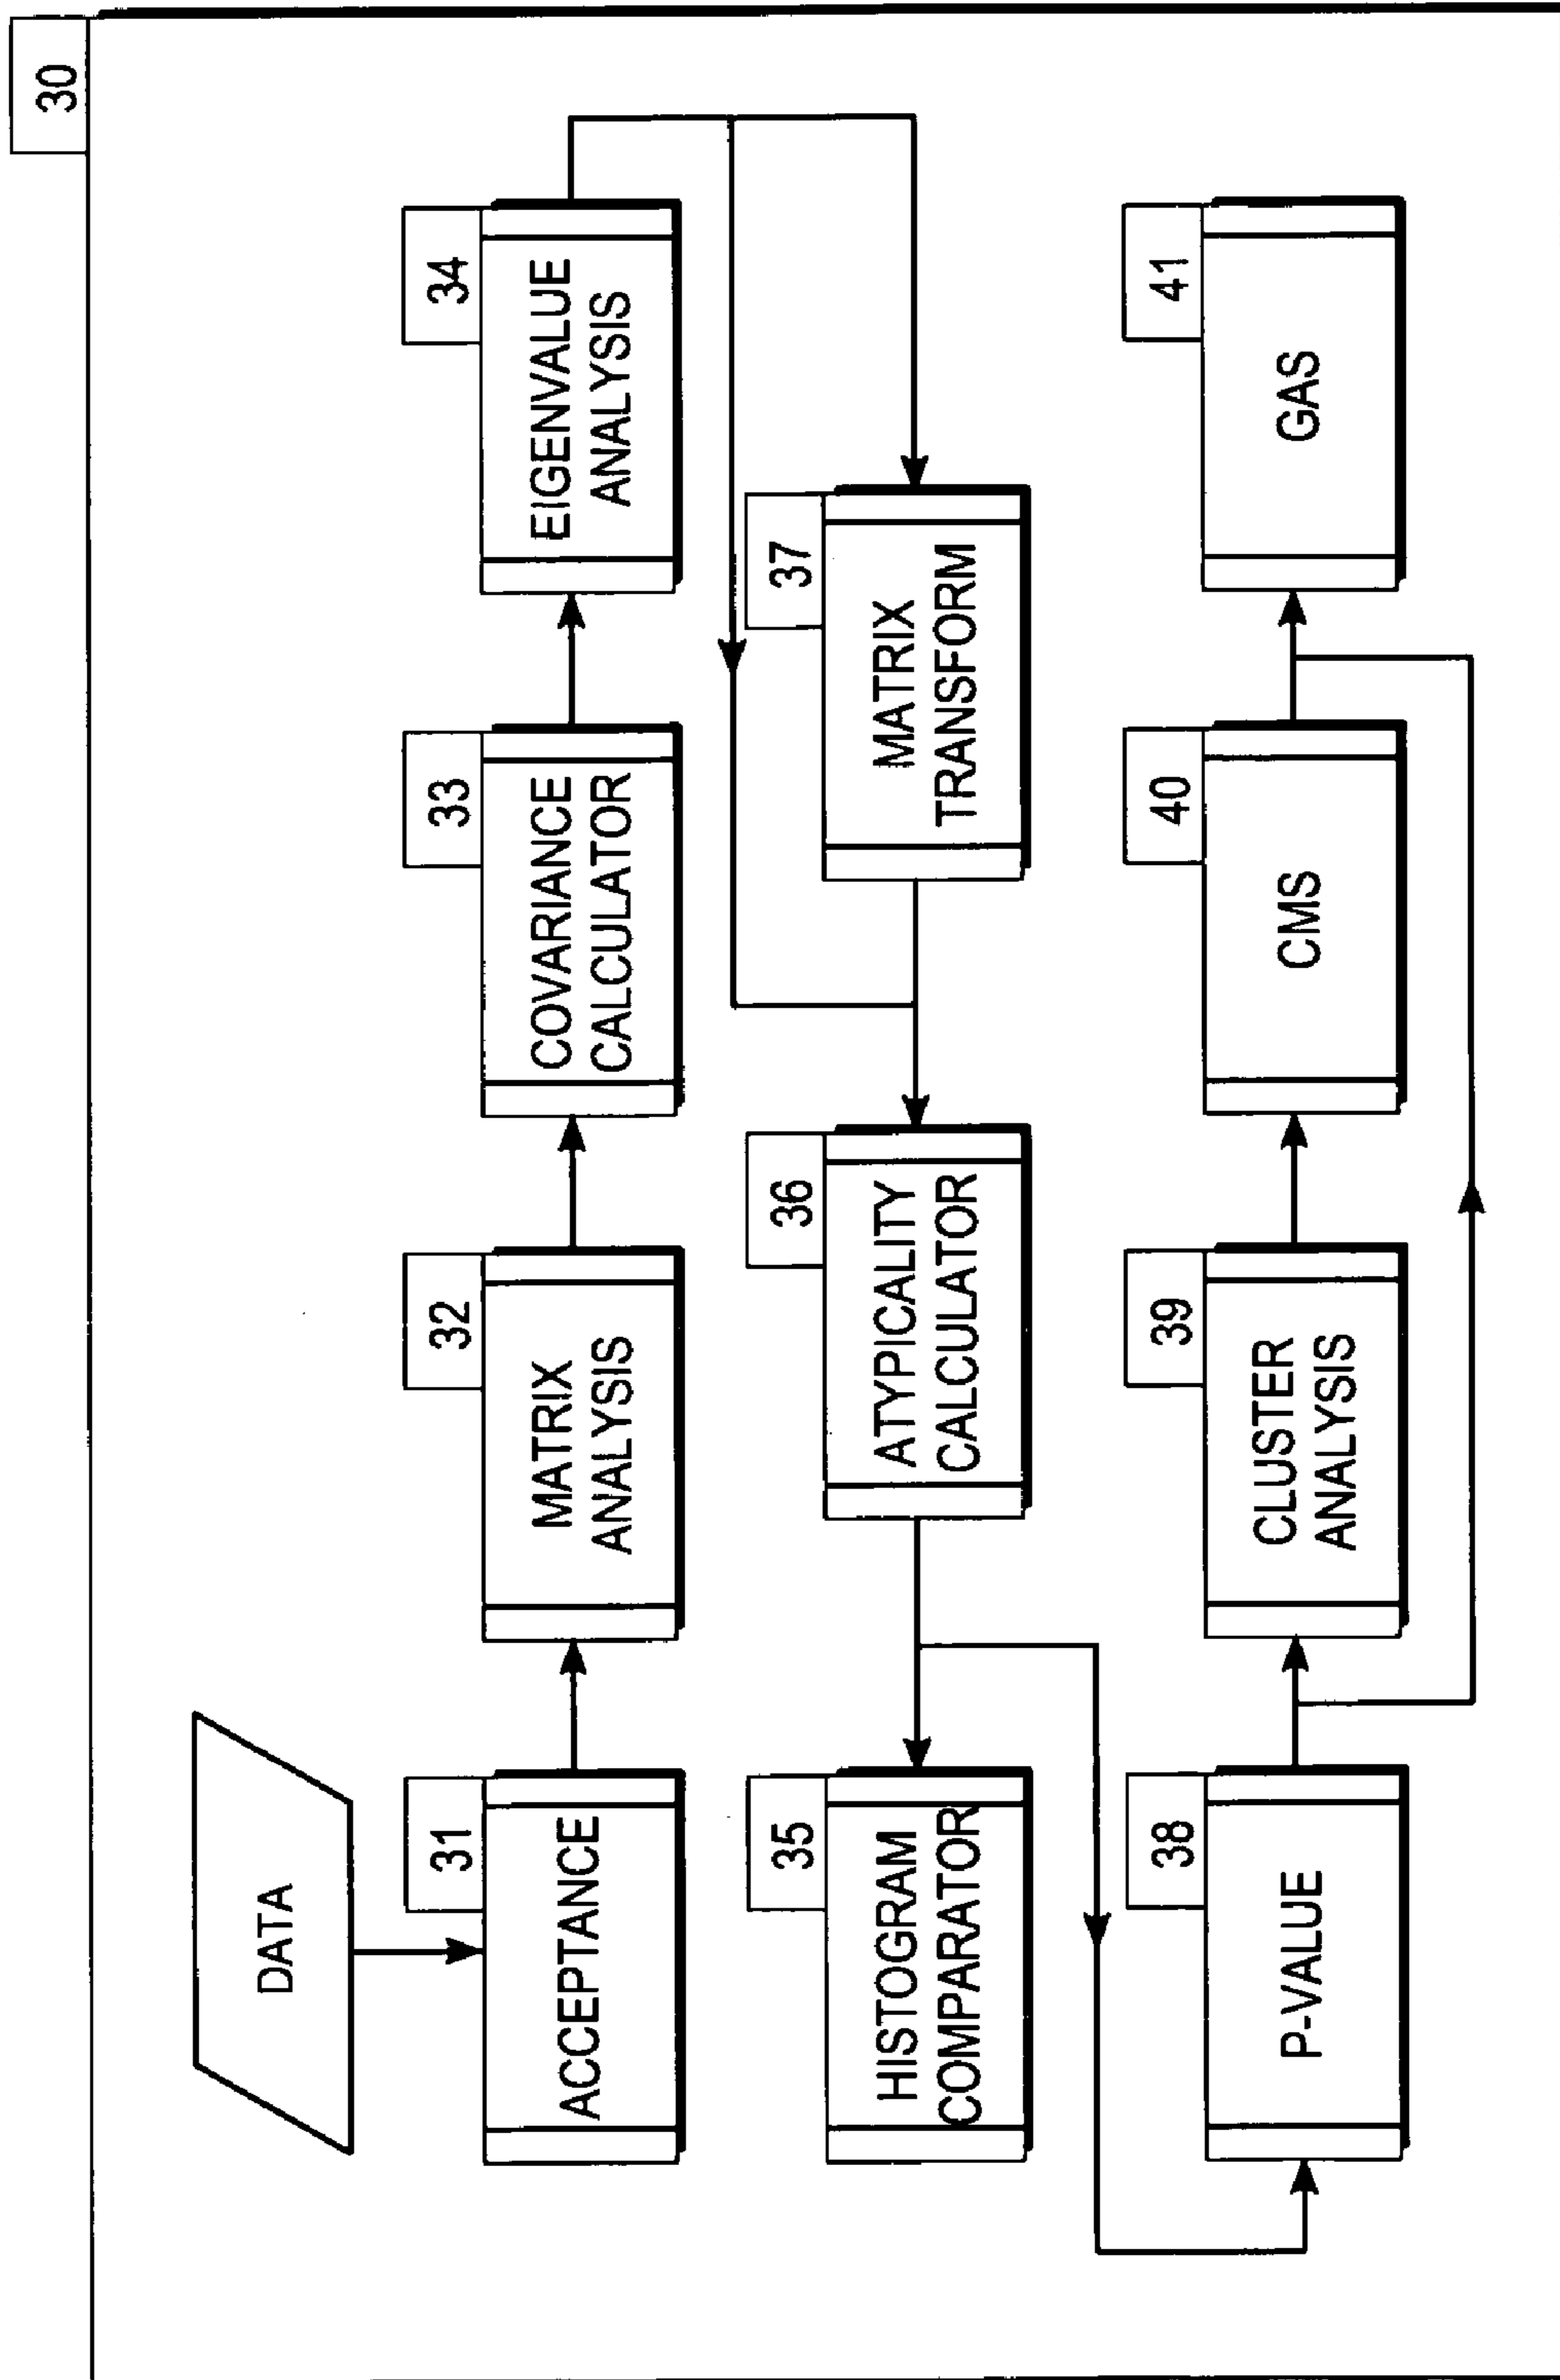 30
DATA
31
ACCEPTANCE
32
MATRIX
ANALYSIS
33
COVARIANCE
CALCULATOR
34
EIGENVALUE
ANALYSIS
35
HISTOGRAM
COMPARATOR
36
ATYPICALITY
CALCULATOR
37
MATRIX
TRANSFORM
38
P-VALUE
39
CLUSTER
ANALYSIS
40
CMS
41
GAS